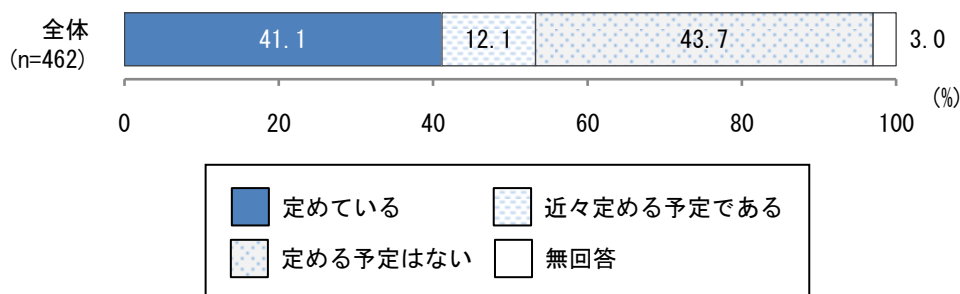 全体
(n=462)
41.1 12.1 43.7 3.0
(%)
0 20 40 60 80 100
定めている 近々定める予定である
定める予定はない 無回答